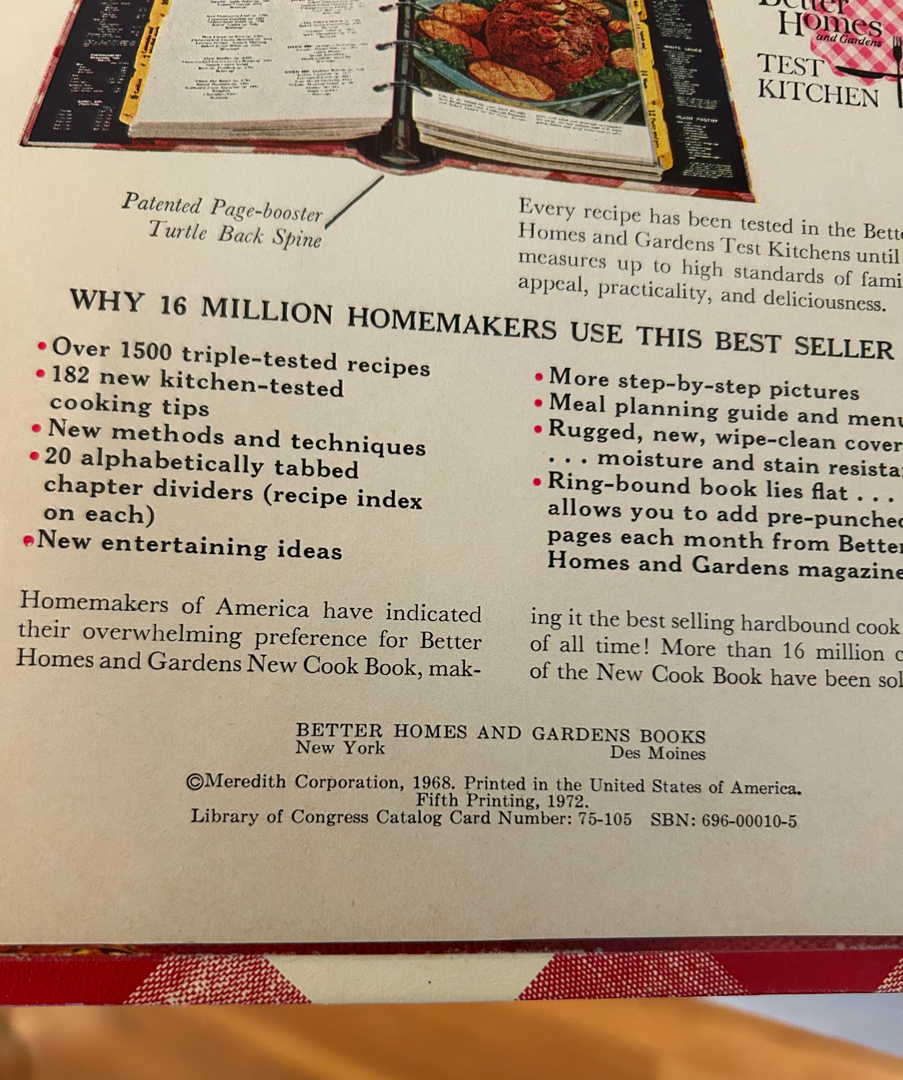 Better
Homes
and Gardens
TEST
KITCHEN
WHITE SAUCE
PLAIN PASTRY
Patented Page-booster
Turtle Back Spine
Every recipe has been tested in the Bette
Homes and Gardens Test Kitchens until
measures up to high standards of fami
appeal, practicality, and deliciousness.
WHY 16 MILLION HOMEMAKERS USE THIS BEST SELLER
•Over 1500 triple-tested recipes
•182 new kitchen-tested
cooking tips
•New methods and techniques
•20 alphabetically tabbed
chapter dividers (recipe index
on each)
•New entertaining ideas
•More step-by-step pictures
•Meal planning guide and menu
•Rugged, new, wipe-clean cover
. . . moisture and stain resista
•Ring-bound book lies flat . . .
allows you to add pre-punched
pages each month from Better
Homes and Gardens magazine
Homemakers of America have indicated
their overwhelming preference for Better
Homes and Gardens New Cook Book, mak-
ing it the best selling hardbound cook
of all time! More than 16 million c
of the New Cook Book have been sol
BETTER HOMES AND GARDENS BOOKS
New York Des Moines
©Meredith Corporation, 1968. Printed in the United States of America.
Fifth Printing, 1972.
Library of Congress Catalog Card Number: 75-105 SBN: 696-00010-5